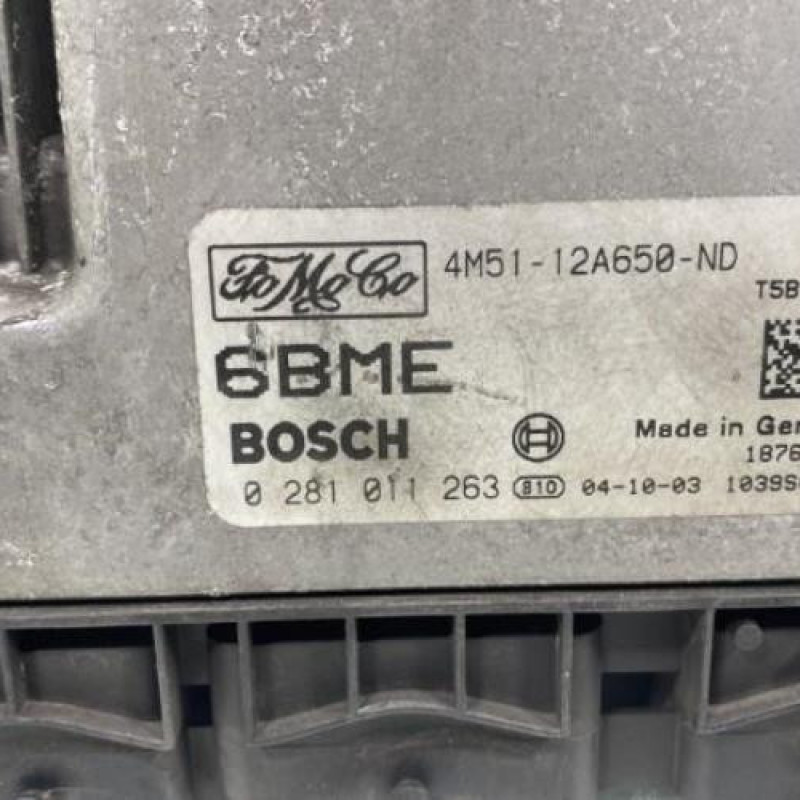 FoMoCo 4M51-12A650-ND
T5B
6BME
BOSCH
Made in Ger
1876
0 281 011 263 810 04-10-03 1039S